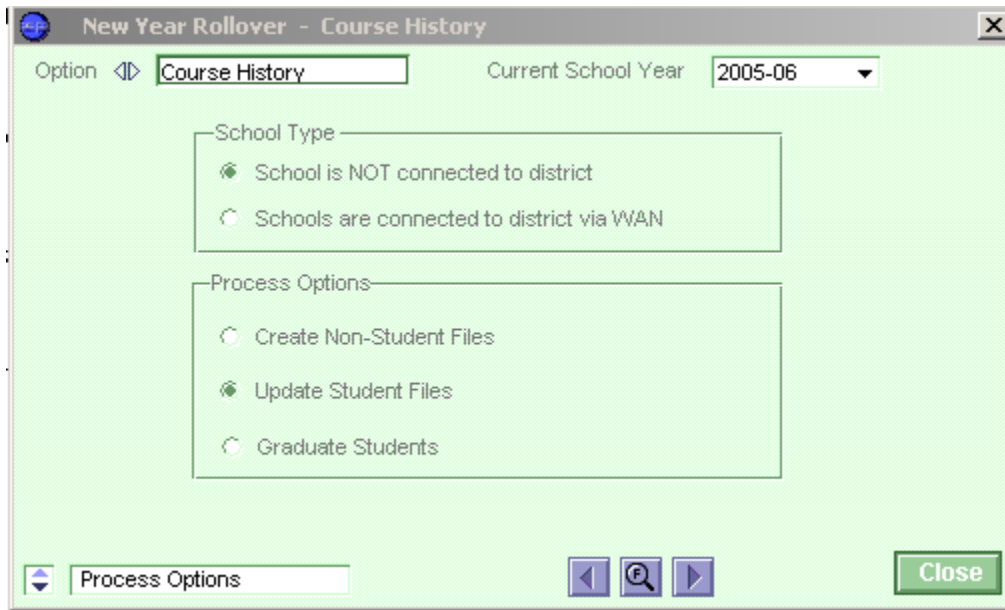 New Year Rollover - Course History
Option Course History Current School Year 2005-06
School Type
School is NOT connected to district
Schools are connected to district via WAN
Process Options
Create Non-Student Files
Update Student Files
Graduate Students
Process Options F Close